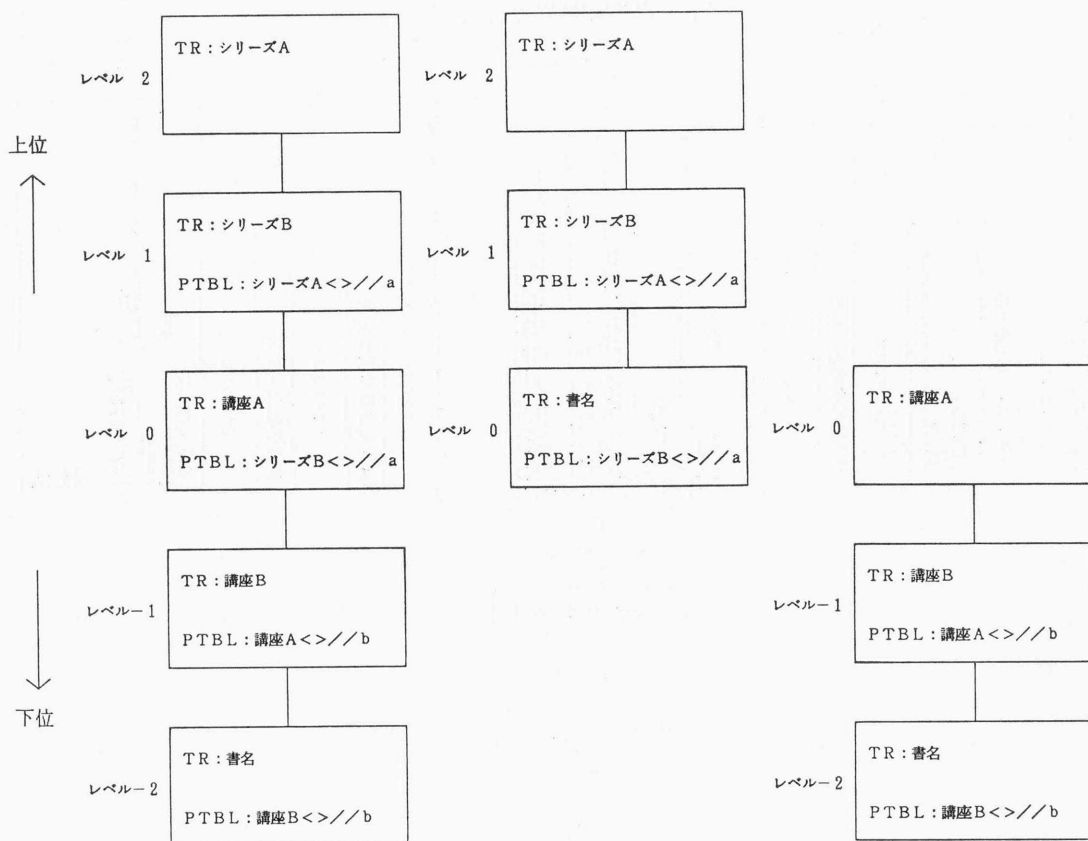 TR:シリーズA
レベル 2
上位
TR:シリーズB
レベル 1
PTBL:シリーズA<>//a
TR:講座A
レベル 0
PTBL:シリーズB<>//a
TR:講座B
レベル-1
PTBL:講座A<>//b
下位
TR:書名
レベル-2
PTBL:講座B<>//b
TR:シリーズA
レベル 2
TR:シリーズB
レベル 1
PTBL:シリーズA<>//a
TR:書名
レベル 0
PTBL:シリーズB<>//a
TR:講座A
レベル 0
TR:講座B
レベル-1
PTBL:講座A<>//b
TR:書名
レベル-2
PTBL:講座B<>//b